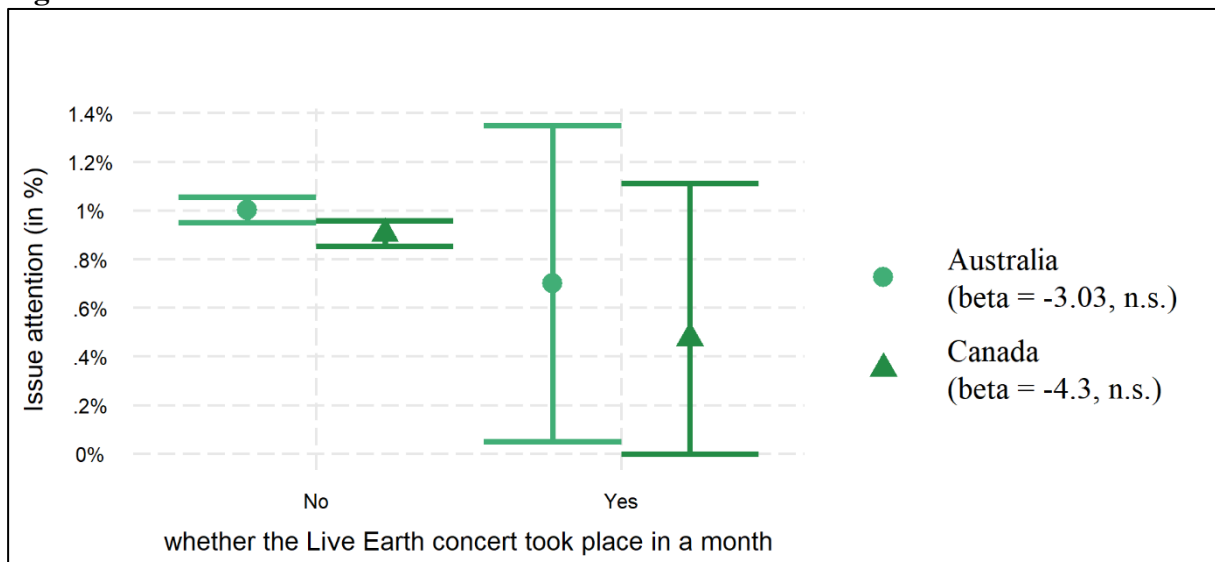 1.4%
1.2%
1%
.8%
.6%
.4%
.2%
0%
Issue attention (in %)
No
Yes
whether the Live Earth concert took place in a month
Australia
(beta = -3.03, n.s.)
Canada
(beta = -4.3, n.s.)